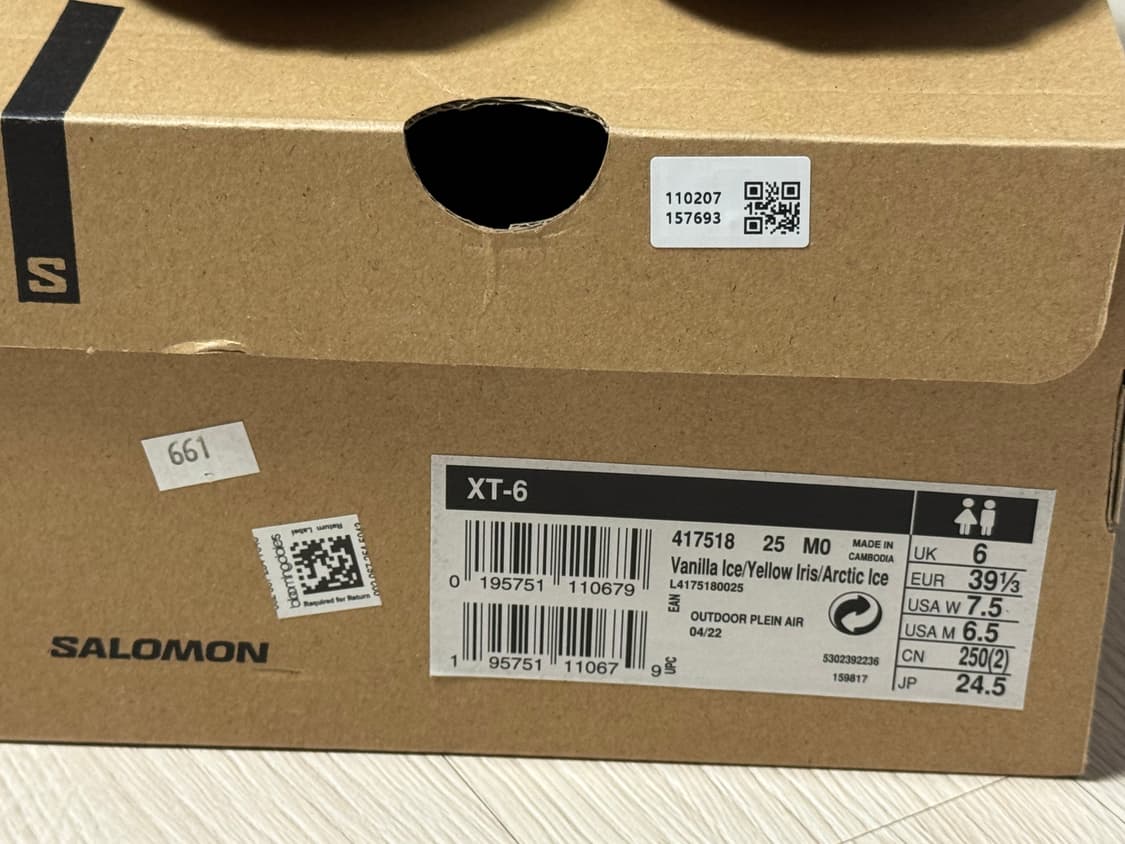 S
110207
157693
661
Return Label
bloomingdales
Required for Return
SALOMON
XT-6
0 195751 110679
1 95751 11067 9
EAN
UPC
417518 25 M0 MADE IN CAMBODIA
Vanilla Ice/Yellow Iris/Arctic Ice
L4175180025
OUTDOOR PLEIN AIR
04/22
5302392236
159817
UK 6
EUR 39⅓
USA W 7.5
USA M 6.5
CN 250(2)
JP 24.5